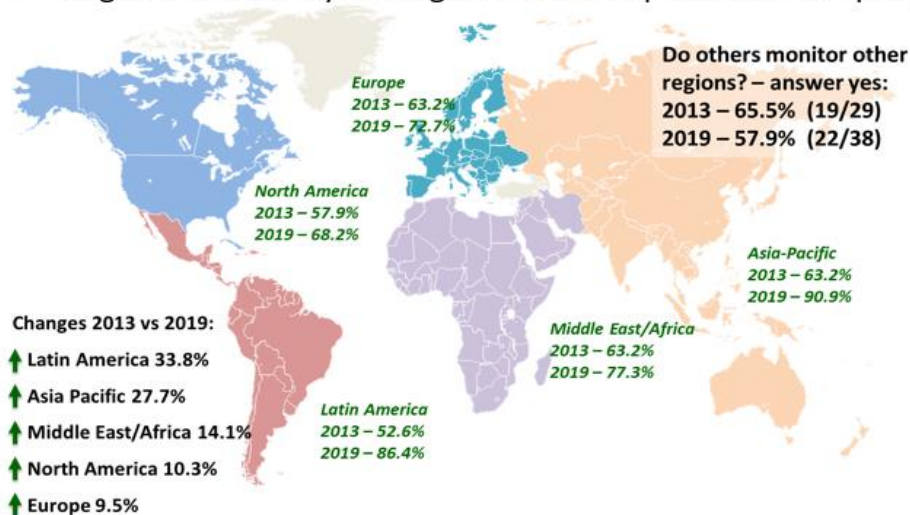 Do others monitor other
regions? – answer yes:
2013 – 65.5% (19/29)
2019 – 57.9% (22/38)
Europe
2013 – 63.2%
2019 – 72.7%
North America
2013 – 57.9%
2019 – 68.2%
Asia-Pacific
2013 – 63.2%
2019 – 90.9%
Middle East/Africa
2013 – 63.2%
2019 – 77.3%
Latin America
2013 – 52.6%
2019 – 86.4%
Changes 2013 vs 2019:
Latin America 33.8%
Asia Pacific 27.7%
Middle East/Africa 14.1%
North America 10.3%
Europe 9.5%